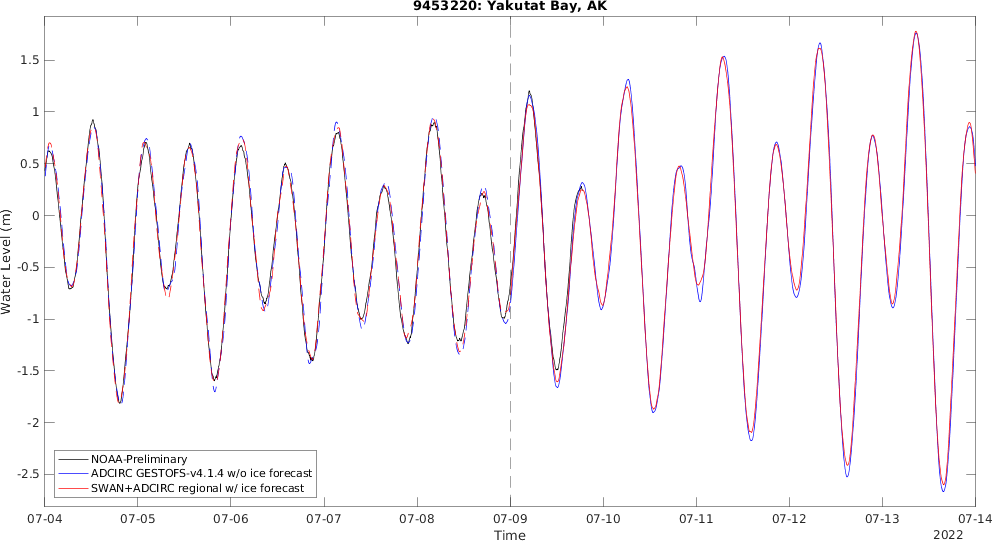 9453220: Yakutat Bay, AK
Water Level (m)
1.5
1
0.5
0
-0.5
-1
-1.5
-2
-2.5
NOAA-Preliminary
ADCIRC GESTOFS-v4.1.4 w/o ice forecast
SWAN+ADCIRC regional w/ ice forecast
07-04 07-05 07-06 07-07 07-08 07-09 07-10 07-11 07-12 07-13 07-14
Time
2022